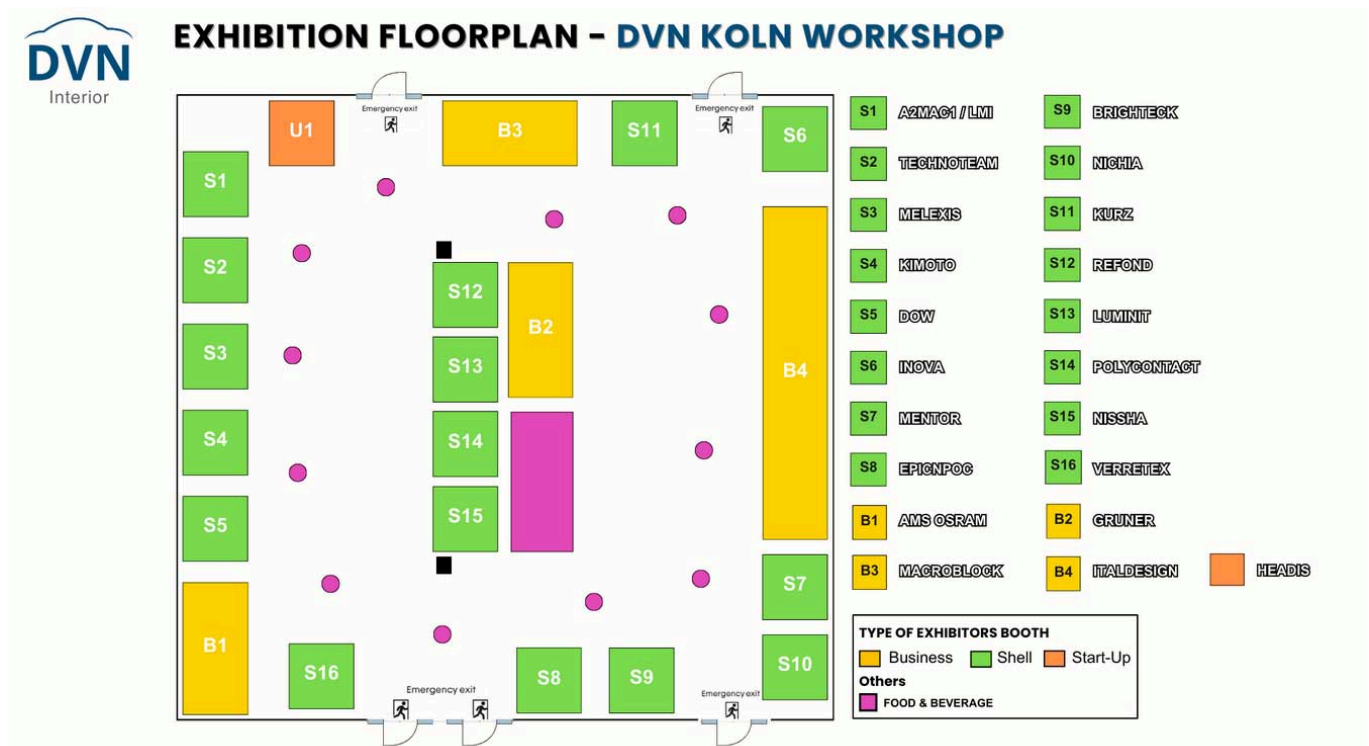 DVN
Interior
EXHIBITION FLOORPLAN - DVN KOLN WORKSHOP
Emergency exit
Emergency exit
U1
B3
S11
S6
S1
S2
S3
S4
S5
B1
S12
S13
S14
S15
B2
B4
S7
S10
S16
S8
S9
Emergency exit
Emergency exit
S1 A2MAC1 / LMI
S2 TECHNOTEAM
S3 MELEXIS
S4 KIMOTO
S5 DOW
S6 INOVA
S7 MENTOR
S8 EPICNPOC
B1 AMS OSRAM
B3 MACROBLOCK
S9 BRIGHTECK
S10 NICHIA
S11 KURZ
S12 REFOND
S13 LUMINIT
S14 POLYCONTACT
S15 NISSHA
S16 VERRETEX
B2 GRUNER
B4 ITALDESIGN
HEADIS
TYPE OF EXHIBITORS BOOTH
Business Shell Start-Up
Others
FOOD & BEVERAGE